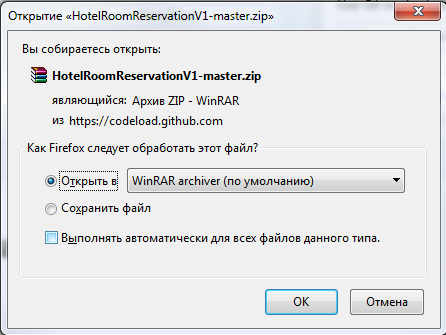 Открытие «HotelRoomReservationV1-master.zip»
Вы собираетесь открыть:
HotelRoomReservationV1-master.zip
являющийся: Архив ZIP - WinRAR
из https://codeload.github.com
Как Firefox следует обработать этот файл?
Открыть в WinRAR archiver (по умолчанию)
Сохранить файл
Выполнять автоматически для всех файлов данного типа.
OK Отмена